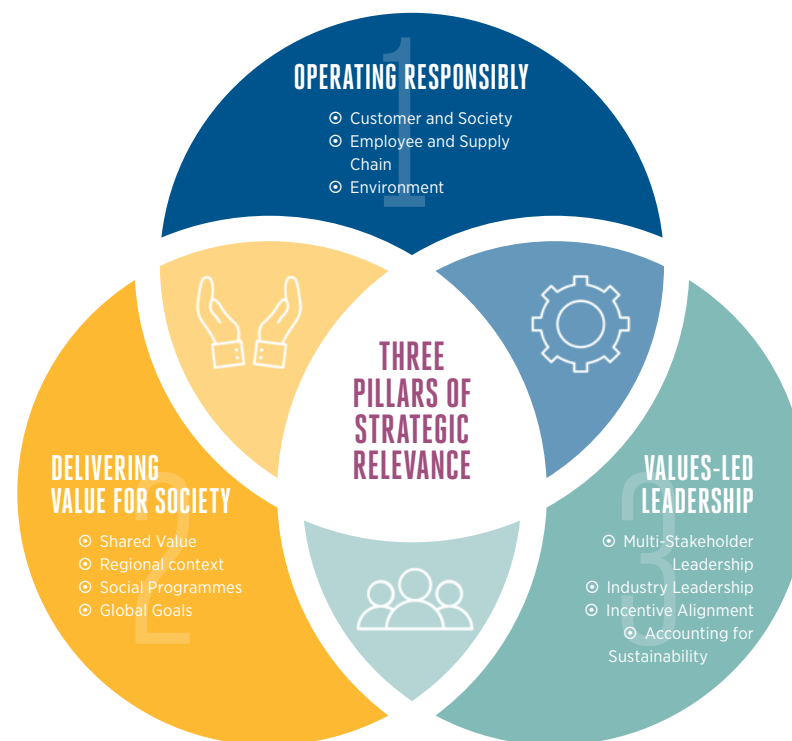 1
OPERATING RESPONSIBLY
Customer and Society
Employee and Supply
Chain
Environment
THREE
PILLARS OF
STRATEGIC
RELEVANCE
2
DELIVERING
VALUE FOR SOCIETY
Shared Value
Regional context
Social Programmes
Global Goals
3
VALUES-LED
LEADERSHIP
Multi-Stakeholder
Leadership
Industry Leadership
Incentive Alignment
Accounting for
Sustainability